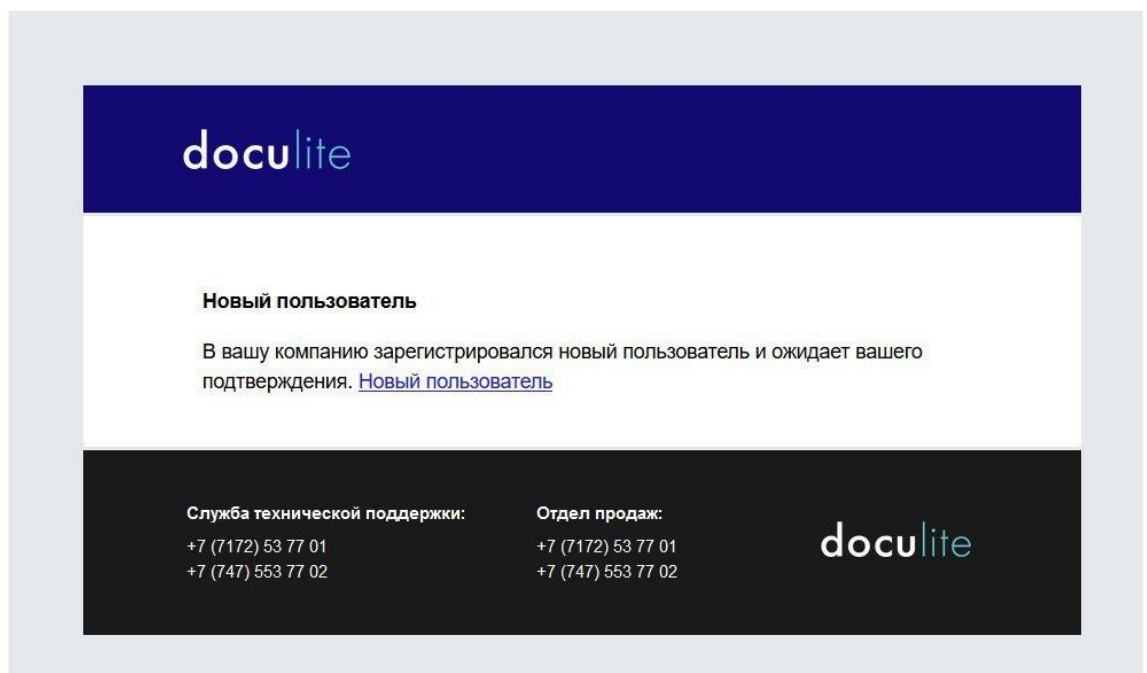 doculite
Новый пользователь
В вашу компанию зарегистрировался новый пользователь и ожидает вашего
подтверждения. Новый пользователь
Служба технической поддержки:
+7 (7172) 53 77 01
+7 (747) 553 77 02
Отдел продаж:
+7 (7172) 53 77 01
+7 (747) 553 77 02
doculite